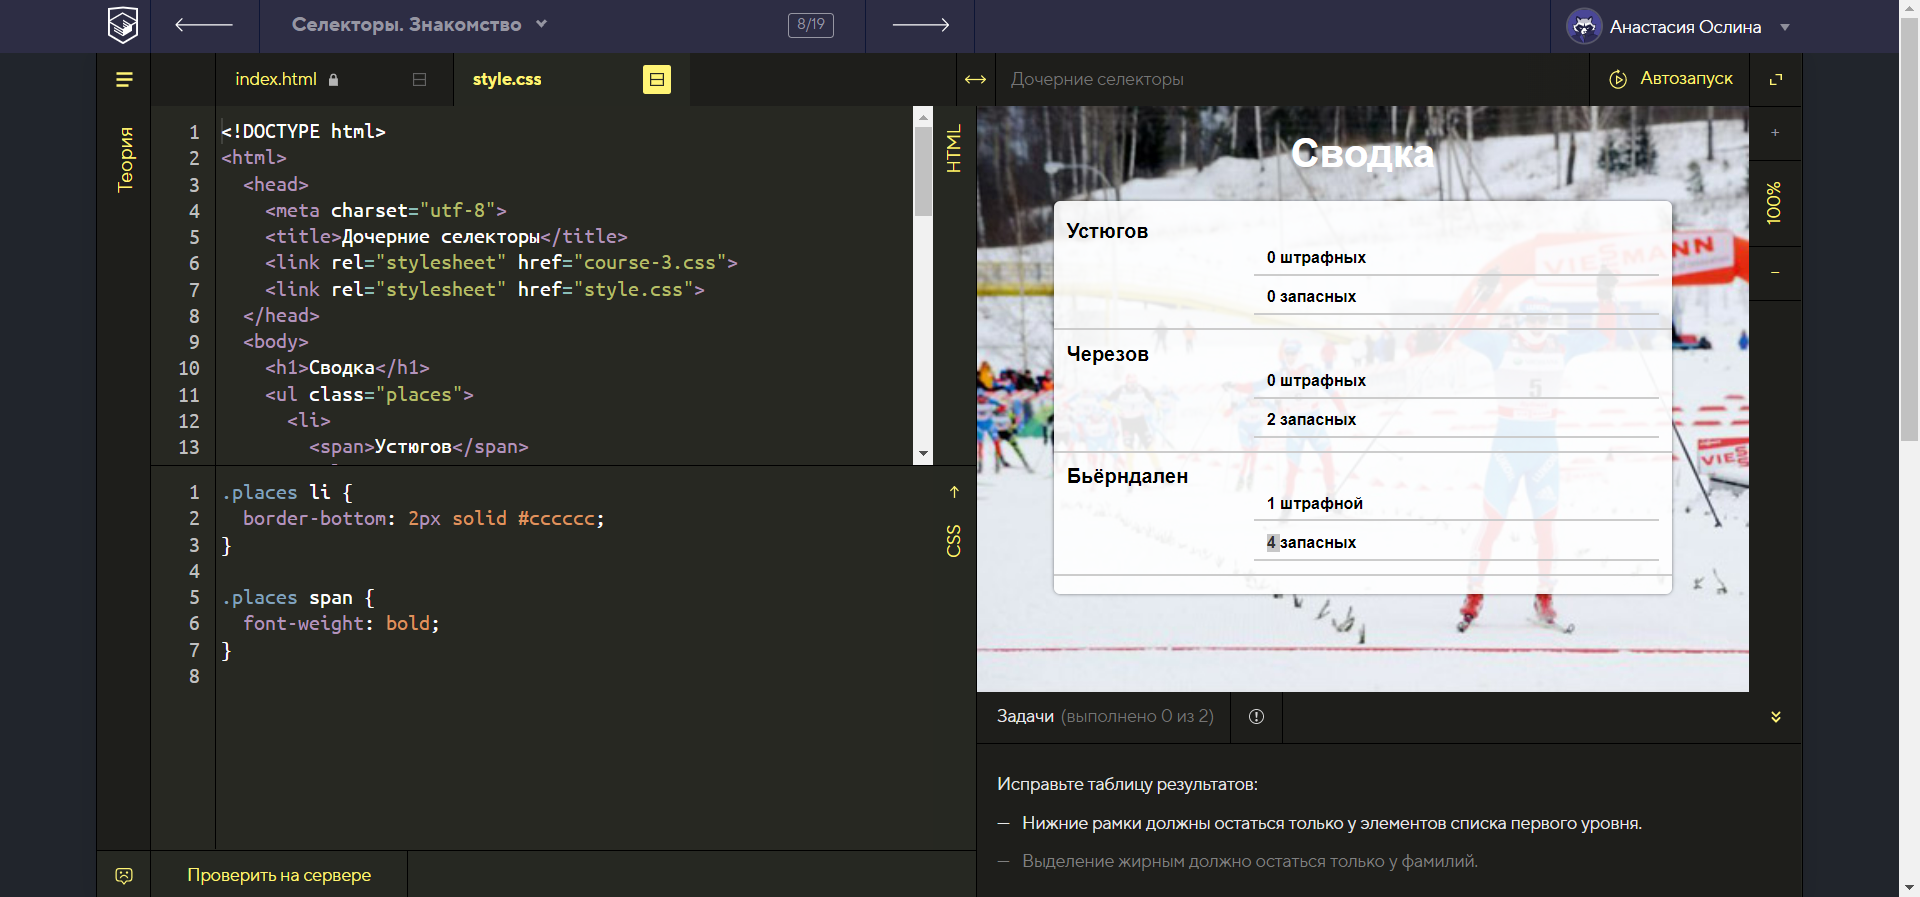 Селекторы. Знакомство
8/19
Анастасия Ослина
index.html
style.css
Дочерние селекторы
Автозапуск
Теория
1 <!DOCTYPE html>
2 <html>
3 <head>
4 <meta charset="utf-8">
5 <title>Дочерние селекторы</title>
6 <link rel="stylesheet" href="course-3.css">
7 <link rel="stylesheet" href="style.css">
8 </head>
9 <body>
10 <h1>Сводка</h1>
11 <ul class="places">
12 <li>
13 <span>Устюгов</span>
HTML
1 .places li {
2 border-bottom: 2px solid #cccccc;
3 }
4
5 .places span {
6 font-weight: bold;
7 }
8
CSS
Проверить на сервере
Сводка
Устюгов
0 штрафных
0 запасных
Черезов
0 штрафных
2 запасных
Бьёрндален
1 штрафной
4 запасных
VIESMANN
5
VIES
+
100%
−
Задачи (выполнено 0 из 2)
Исправьте таблицу результатов:
— Нижние рамки должны остаться только у элементов списка первого уровня.
— Выделение жирным должно остаться только у фамилий.